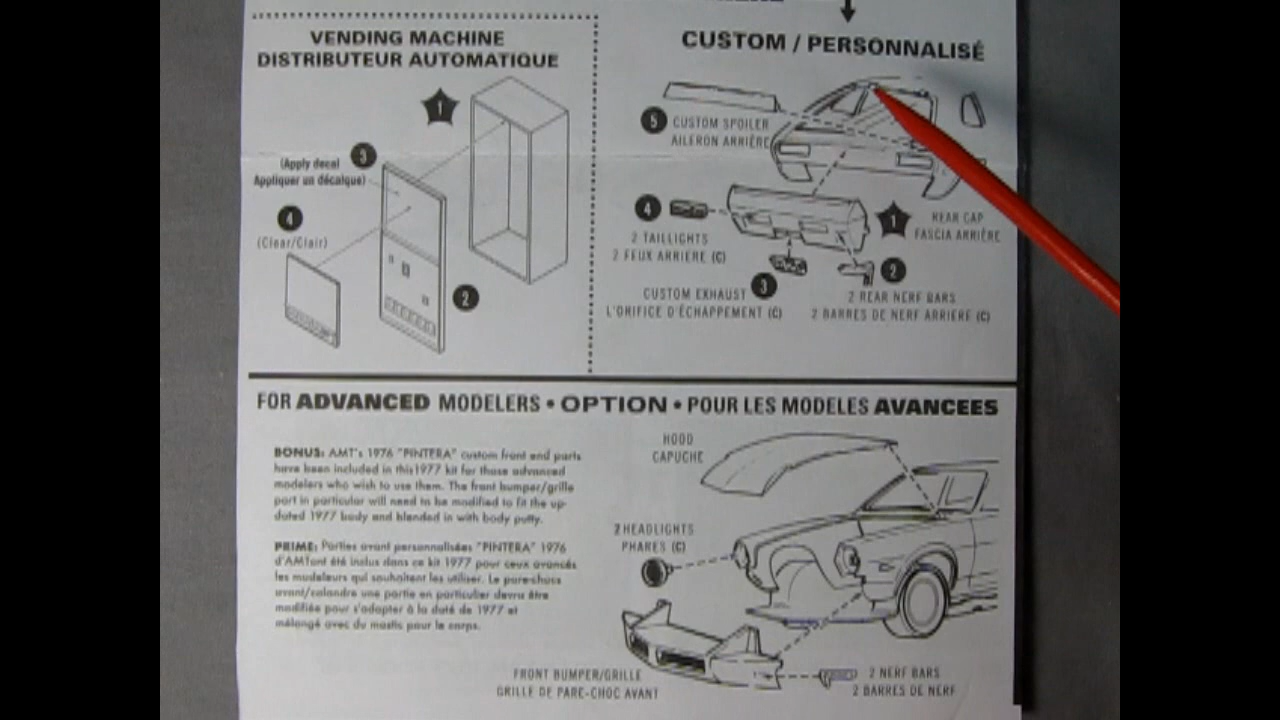 VENDING MACHINE
DISTRIBUTEUR AUTOMATIQUE
1
3
(Apply decal
Appliquer un décalque)
4
(Clear/Clair)
2
CUSTOM / PERSONNALISÉ
5
CUSTOM SPOILER
AILERON ARRIÈRE
4
2 TAILLIGHTS
2 FEUX ARRIERE (C)
1
REAR CAP
FASCIA ARRIÈRE
3
CUSTOM EXHAUST
L'ORIFICE D'ÉCHAPPEMENT (C)
2
2 REAR NERF BARS
2 BARRES DE NERF ARRIERE (C)
FOR ADVANCED MODELERS • OPTION • POUR LES MODELES AVANCEES
BONUS: AMT's 1976 "PINTERA" custom front end parts
have been included in this1977 kit for those advanced
modelers who wish to use them. The front bumper/grille
part in particular will need to be modified to fit the up-
dated 1977 body and blended in with body putty.
PRIME: Parties avant personnalisées "PINTERA" 1976
d'AMTont été inclus dans ce kit 1977 pour ceux avancés
les modeleurs qui souhaitent les utiliser. Le pare-chocs
avant/calandre une partie en particulier devra être
modifiée pour s'adapter à la daté de 1977 et
mélangé avec du mastic pour le corps.
HOOD
CAPUCHE
2 HEADLIGHTS
PHARES (C)
FRONT BUMPER/GRILLE
GRILLE DE PARE-CHOC AVANT
2 NERF BARS
2 BARRES DE NERF